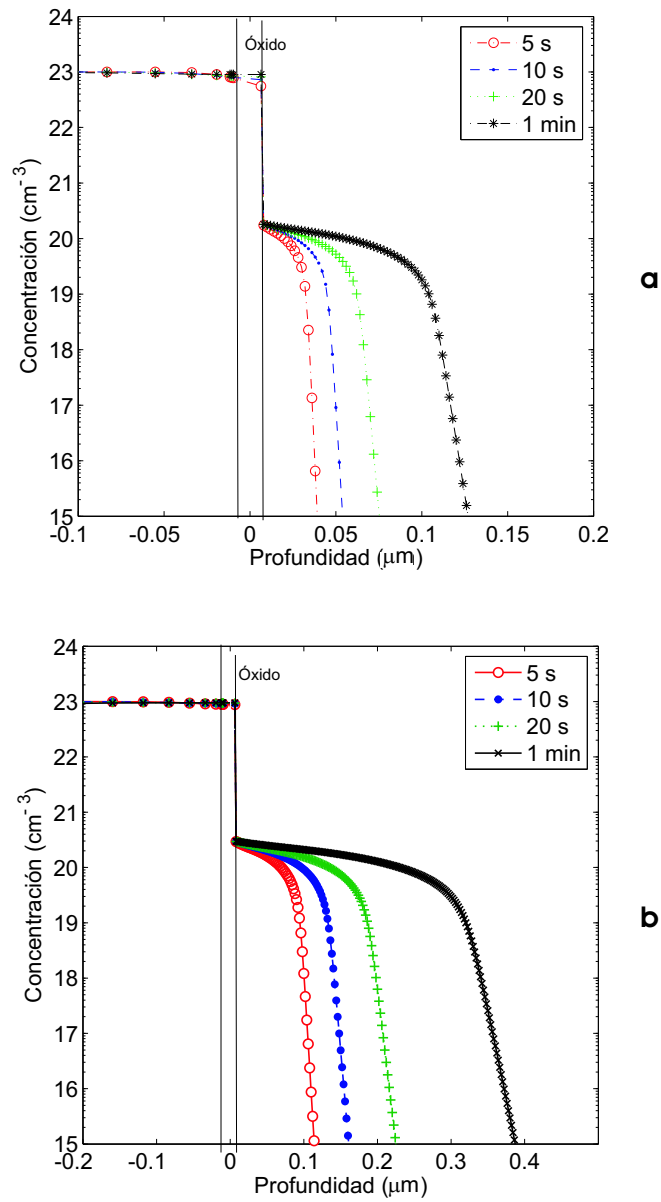 Óxido
5 s
10 s
20 s
1 min
24
23
22
21
20
19
18
17
16
15
Concentración (cm⁻³)
-0.1
-0.05
0
0.05
0.1
0.15
0.2
Profundidad (μm)
a
Óxido
5 s
10 s
20 s
1 min
24
23
22
21
20
19
18
17
16
15
Concentración (cm⁻³)
-0.2
-0.1
0
0.1
0.2
0.3
0.4
Profundidad (μm)
b